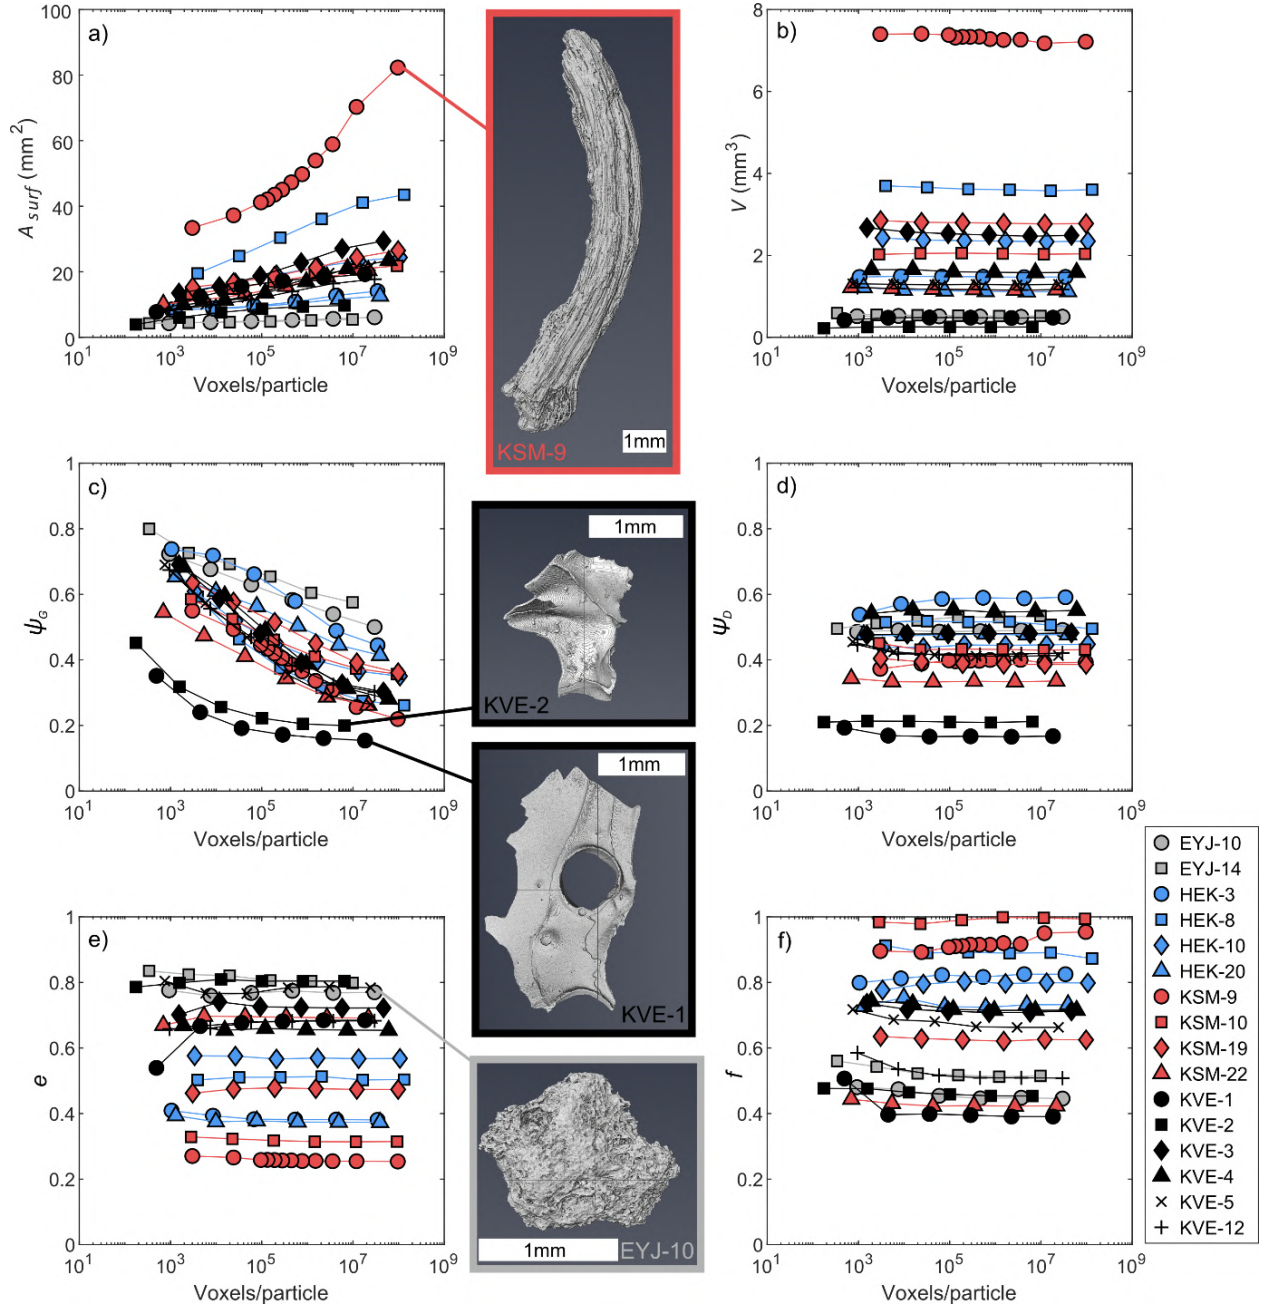 a)
A_surf (mm²)
100
80
60
40
20
0
10¹ 10³ 10⁵ 10⁷ 10⁹
Voxels/particle
KSM-9
1mm
b)
V (mm³)
8
6
4
2
0
10¹ 10³ 10⁵ 10⁷ 10⁹
Voxels/particle
c)
ψ_G
1
0.8
0.6
0.4
0.2
0
10¹ 10³ 10⁵ 10⁷ 10⁹
Voxels/particle
1mm
KVE-2
1mm
KVE-1
d)
ψ_D
1
0.8
0.6
0.4
0.2
0
10¹ 10³ 10⁵ 10⁷ 10⁹
Voxels/particle
e)
e
1
0.8
0.6
0.4
0.2
0
10¹ 10³ 10⁵ 10⁷ 10⁹
Voxels/particle
1mm
EYJ-10
f)
f
1
0.8
0.6
0.4
0.2
0
10¹ 10³ 10⁵ 10⁷ 10⁹
Voxels/particle
EYJ-10
EYJ-14
HEK-3
HEK-8
HEK-10
HEK-20
KSM-9
KSM-10
KSM-19
KSM-22
KVE-1
KVE-2
KVE-3
KVE-4
KVE-5
KVE-12